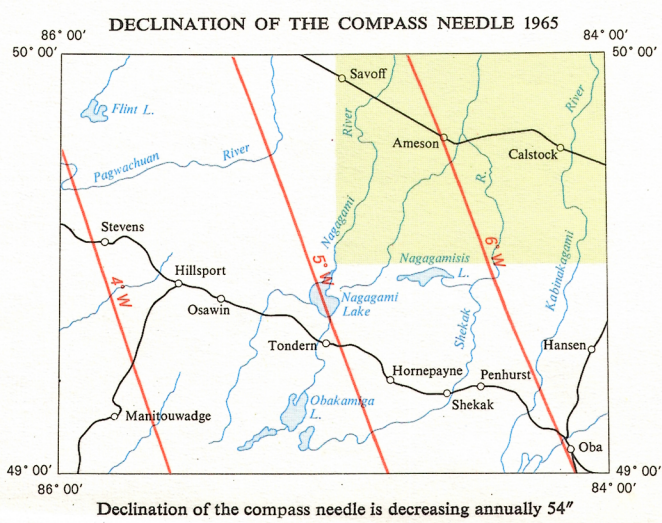 DECLINATION OF THE COMPASS NEEDLE 1965
86° 00′
84° 00′
50° 00′
50° 00′
Savoff
Flint L.
River
River
Ameson
Calstock
River
Pagwachuan
R.
Nagagami
Stevens
6° W
Kabinakagami
5° W
Nagagamisis
L.
Hillsport
4° W
Osawin
Nagagami
Lake
Shekak
Tondern
Hansen
Hornepayne
Penhurst
Shekak
Obakamiga
L.
Manitouwadge
Oba
49° 00′
49° 00′
86° 00′
84° 00′
Declination of the compass needle is decreasing annually 54″